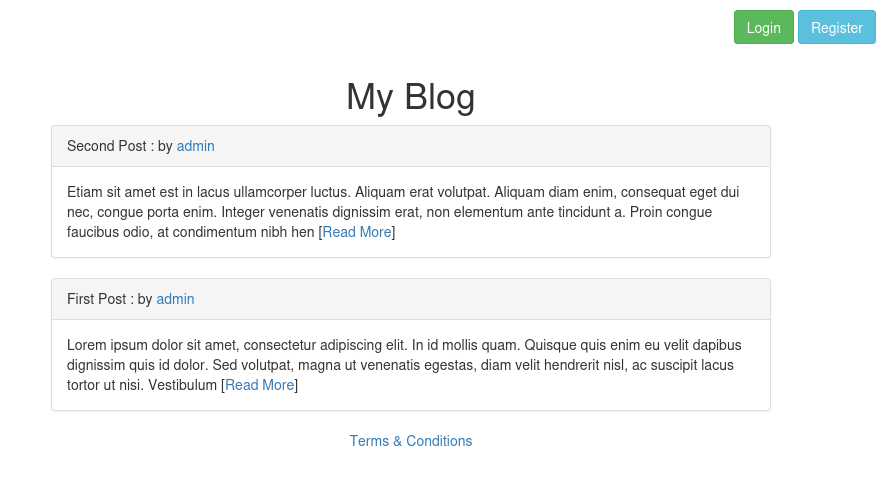 Login Register
My Blog
Second Post : by admin
Etiam sit amet est in lacus ullamcorper luctus. Aliquam erat volutpat. Aliquam diam enim, consequat eget dui
nec, congue porta enim. Integer venenatis dignissim erat, non elementum ante tincidunt a. Proin congue
faucibus odio, at condimentum nibh hen [Read More]
First Post : by admin
Lorem ipsum dolor sit amet, consectetur adipiscing elit. In id mollis quam. Quisque quis enim eu velit dapibus
dignissim quis id dolor. Sed volutpat, magna ut venenatis egestas, diam velit hendrerit nisl, ac suscipit lacus
tortor ut nisi. Vestibulum [Read More]
Terms & Conditions